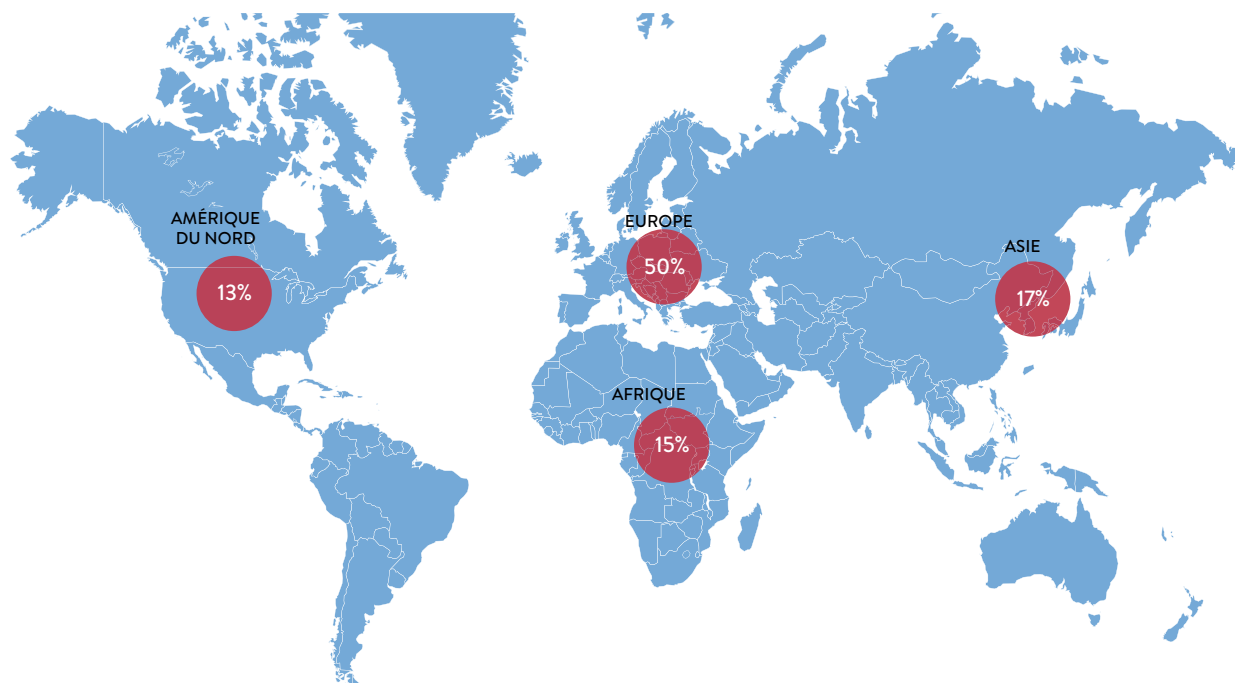 AMÉRIQUE
DU NORD
13%
EUROPE
50%
ASIE
17%
AFRIQUE
15%